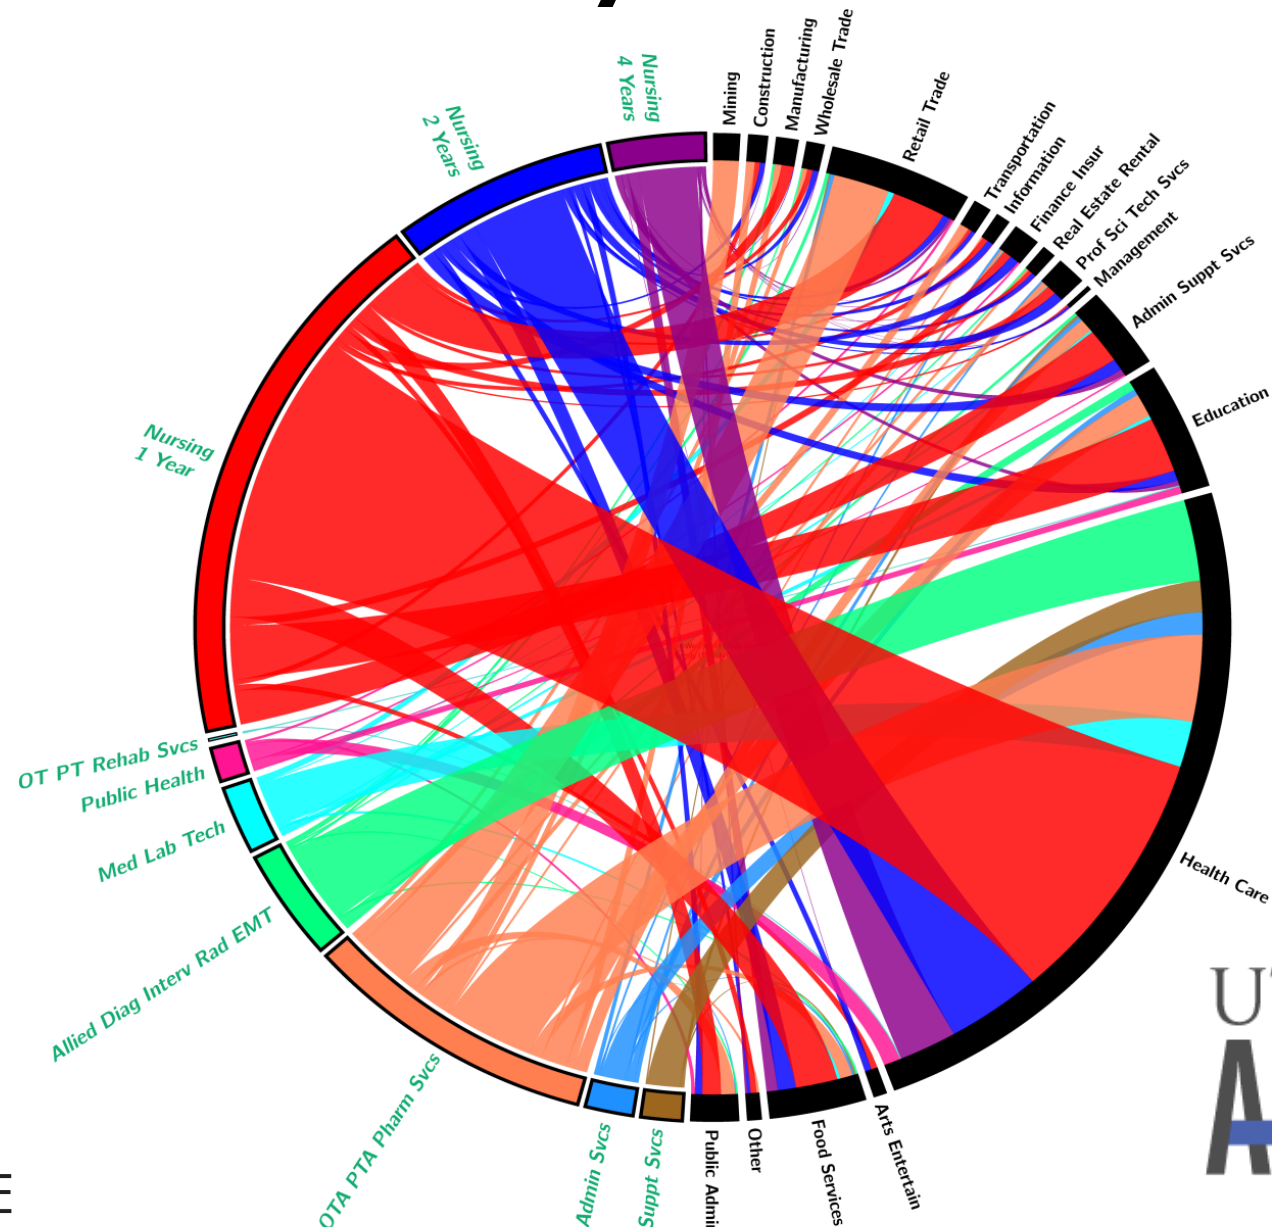 Nursing
4 Years
Mining
Construction
Manufacturing
Wholesale Trade
Retail Trade
Transportation
Information
Finance Insur
Real Estate Rental
Prof Sci Tech Svcs
Management
Admin Suppt Svcs
Education
Health Care
Arts Entertain
Food Services
Other
Public Admi
Suppt Svcs
Admin Svcs
OTA PTA Pharm Svcs
Allied Diag Interv Rad EMT
Med Lab Tech
Public Health
OT PT Rehab Svcs
Nursing
1 Year
Nursing
2 Years
U
A
E